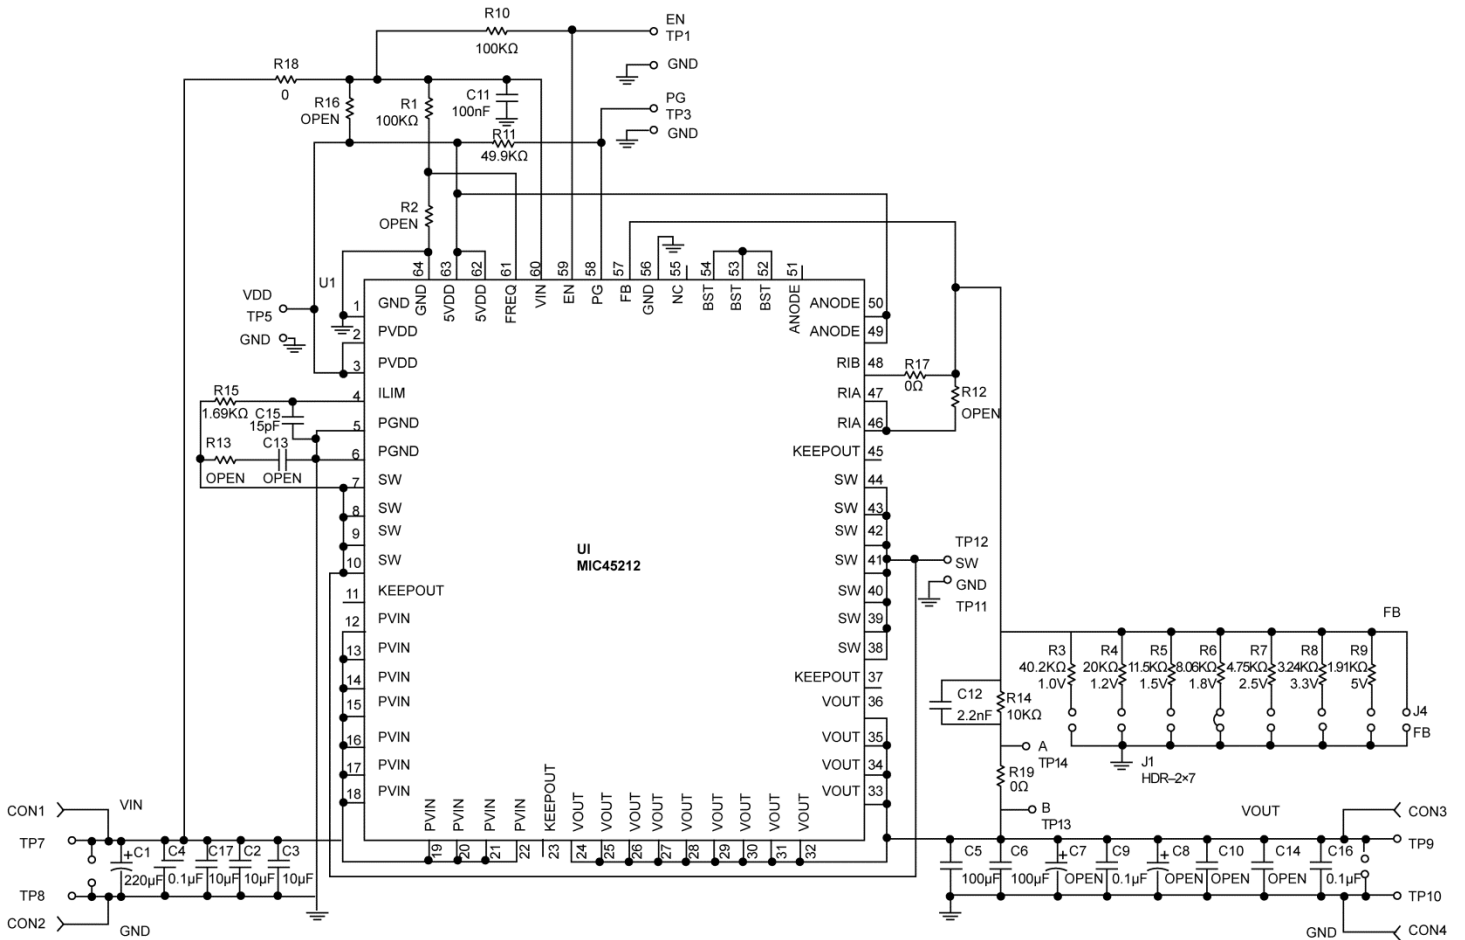 R10
100KΩ
EN
TP1
GND
R18
0
R16
OPEN
R1
100KΩ
C11
100nF
PG
TP3
GND
R11
49.9KΩ
R2
OPEN
U1
VDD
TP5
GND
64 63 62 61 60 59 58 57 56 55 54 53 52 51
GND 5VDD 5VDD FREQ VIN EN PG FB GND NC BST BST BST ANODE
1 GND
2 PVDD
3 PVDD
4 ILIM
5 PGND
6 PGND
7 SW
8 SW
9 SW
10 SW
11 KEEPOUT
12 PVIN
13 PVIN
14 PVIN
15 PVIN
16 PVIN
17 PVIN
18 PVIN
R15
1.69KΩ
C15
15pF
R13
OPEN
C13
OPEN
UI
MIC45212
ANODE 50
ANODE 49
RIB 48
RIA 47
RIA 46
KEEPOUT 45
SW 44
SW 43
SW 42
SW 41
SW 40
SW 39
SW 38
KEEPOUT 37
VOUT 36
VOUT 35
VOUT 34
VOUT 33
PVIN PVIN PVIN PVIN KEEPOUT VOUT VOUT VOUT VOUT VOUT VOUT VOUT VOUT VOUT
19 20 21 22 23 24 25 26 27 28 29 30 31 32
R17
0Ω
R12
OPEN
TP12
SW
GND
TP11
FB
R3
40.2KΩ
1.0V
R4
20KΩ
1.2V
R5
11.5KΩ
1.5V
R6
8.06KΩ
1.8V
R7
4.75KΩ
2.5V
R8
3.24KΩ
3.3V
R9
1.91KΩ
5V
J4
FB
C12
2.2nF
R14
10KΩ
A
TP14
R19
0Ω
B
TP13
J1
HDR–2×7
CON1
VIN
TP7
C1
220µF
C4
0.1µF
C17
10µF
C2
10µF
C3
10µF
TP8
CON2
GND
VOUT
CON3
TP9
C5
100µF
C6
100µF
C7
OPEN
C9
0.1µF
C8
OPEN
C10
OPEN
C14
OPEN
C16
0.1µF
TP10
GND
CON4